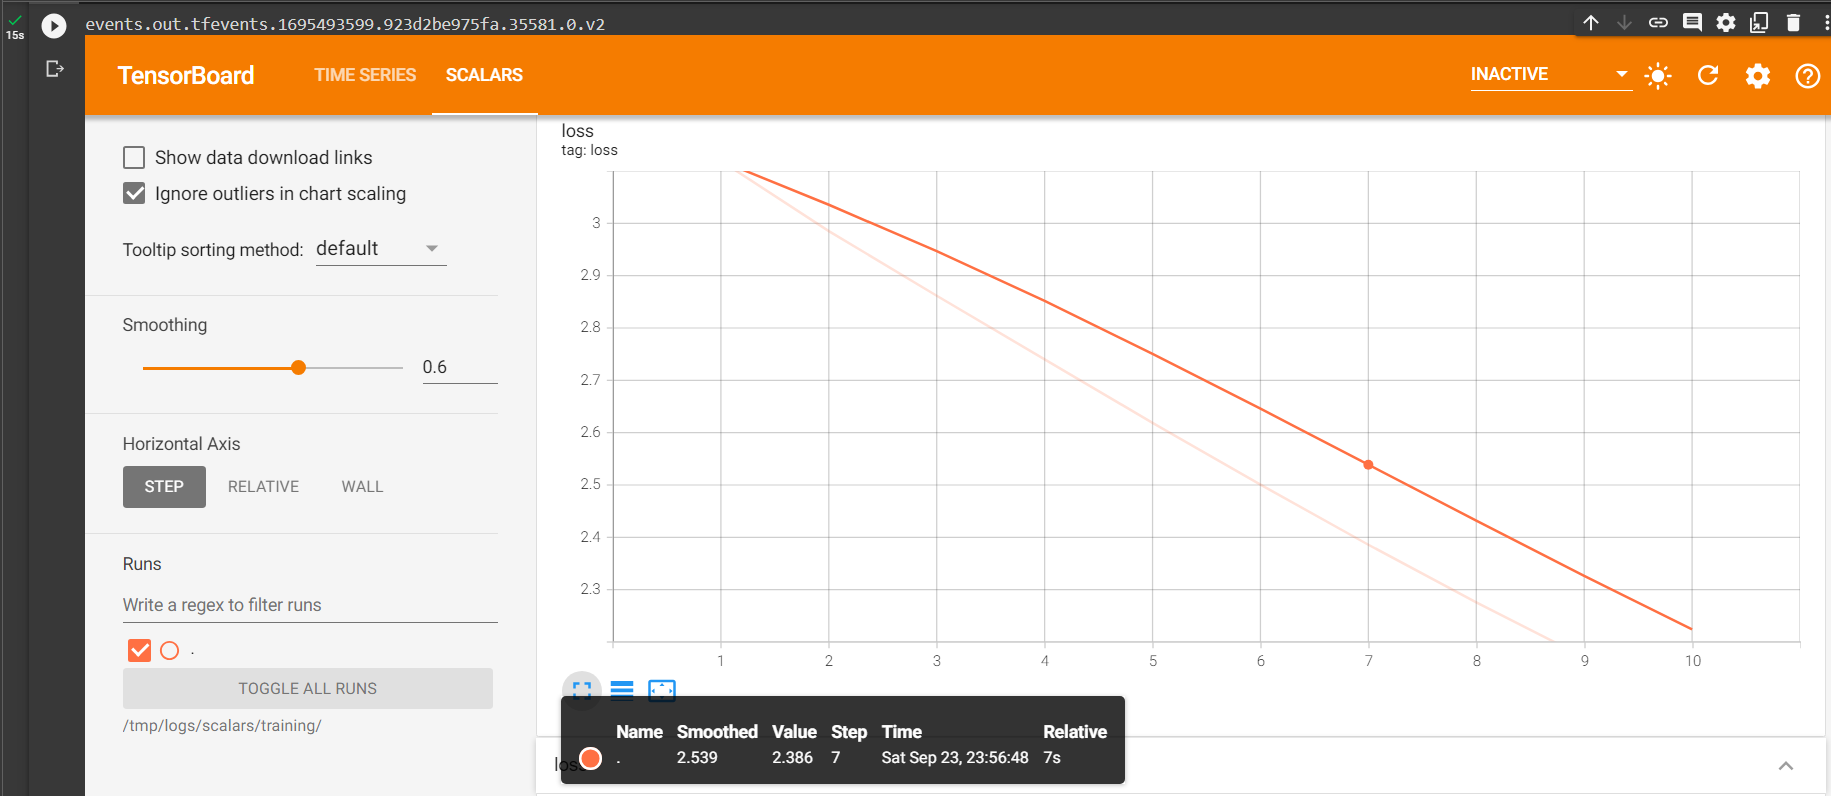 15s
events.out.tfevents.1695493599.923d2be975fa.35581.0.v2
TensorBoard TIME SERIES SCALARS INACTIVE
Show data download links
Ignore outliers in chart scaling
Tooltip sorting method: default
Smoothing
0.6
Horizontal Axis
STEP RELATIVE WALL
Runs
Write a regex to filter runs
.
TOGGLE ALL RUNS
/tmp/logs/scalars/training/
loss
tag: loss
3
2.9
2.8
2.7
2.6
2.5
2.4
2.3
1 2 3 4 5 6 7 8 9 10
Name Smoothed Value Step Time Relative
. 2.539 2.386 7 Sat Sep 23, 23:56:48 7s
loss